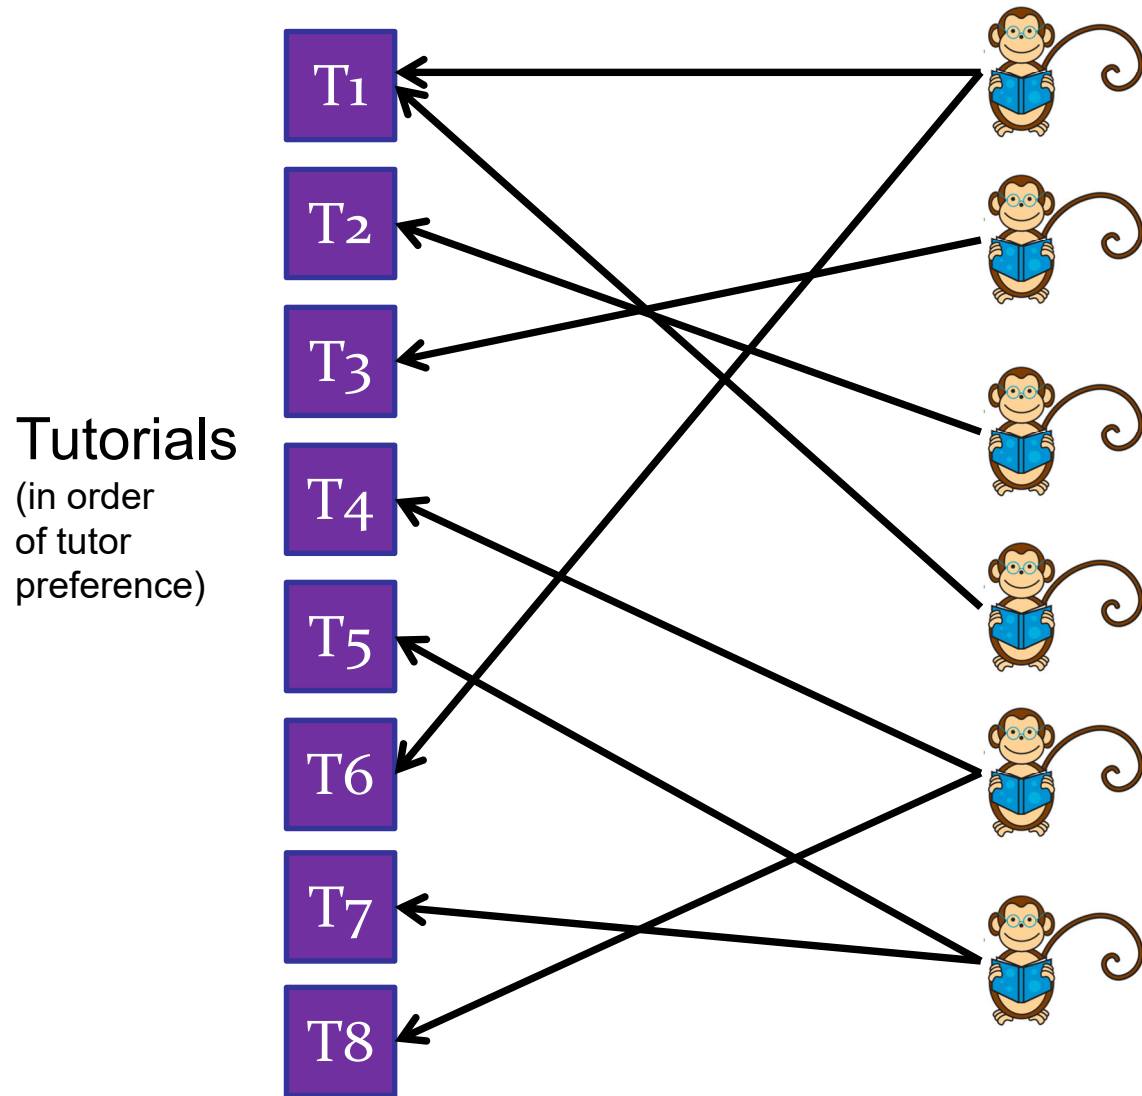 T1
T2
T3
T4
T5
T6
T7
T8
Tutorials
(in order
of tutor
preference)